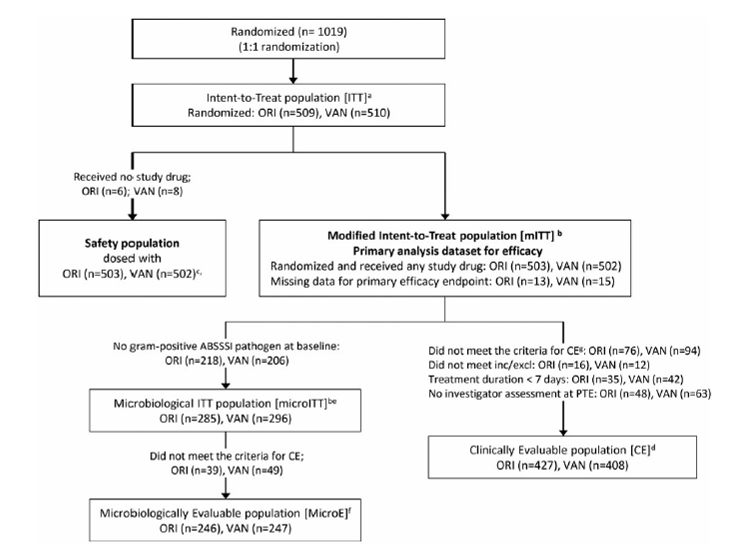 Randomized (n= 1019)
(1:1 randomization)
Intent-to-Treat population [ITT]ᵃ
Randomized: ORI (n=509), VAN (n=510)
Received no study drug;
ORI (n=6); VAN (n=8)
Safety population
dosed with
ORI (n=503), VAN (n=502)ᶜ·
Modified Intent-to-Treat population [mITT] ᵇ
Primary analysis dataset for efficacy
Randomized and received any study drug: ORI (n=503), VAN (n=502)
Missing data for primary efficacy endpoint: ORI (n=13), VAN (n=15)
No gram-positive ABSSSI pathogen at baseline:
ORI (n=218), VAN (n=206)
Microbiological ITT population [microITT]ᵇᵉ
ORI (n=285), VAN (n=296)
Did not meet the criteria for CE;
ORI (n=39), VAN (n=49)
Microbiologically Evaluable population [MicroE]ᶠ
ORI (n=246), VAN (n=247)
Did not meet the criteria for CEᵍ: ORI (n=76), VAN (n=94)
Did not meet inc/excl: ORI (n=16), VAN (n=12)
Treatment duration < 7 days: ORI (n=35), VAN (n=42)
No investigator assessment at PTE: ORI (n=48), VAN (n=63)
Clinically Evaluable population [CE]ᵈ
ORI (n=427), VAN (n=408)